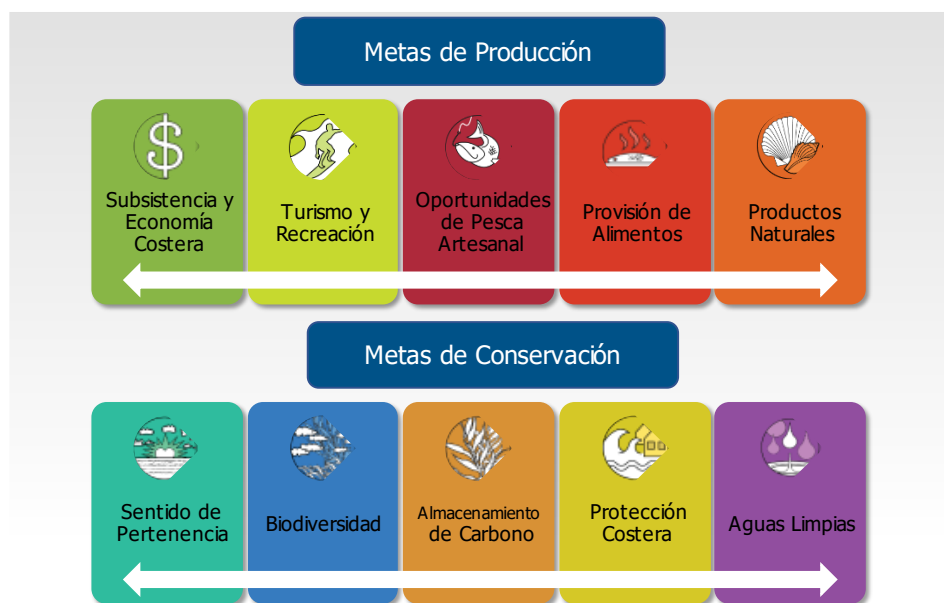 Metas de Producción
Subsistencia y
Economía
Costera
Turismo y
Recreación
Oportunidades
de Pesca
Artesanal
Provisión de
Alimentos
Productos
Naturales
Metas de Conservación
Sentido de
Pertenencia
Biodiversidad
Almacenamiento
de Carbono
Protección
Costera
Aguas Limpias